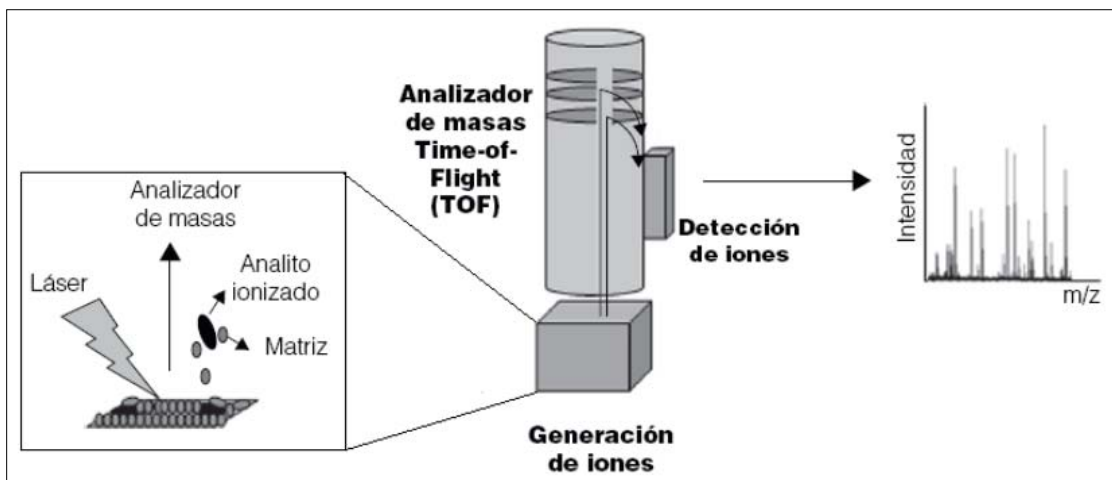 Analizador
de masas
Láser
Analito
ionizado
Matriz
Analizador
de masas
Time-of-
Flight
(TOF)
Detección
de iones
Generación
de iones
Intensidad
m/z